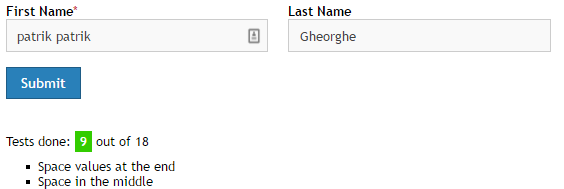 First Name* Last Name
patrik patrik Gheorghe
Submit
Tests done: 9 out of 18
Space values at the end
Space in the middle